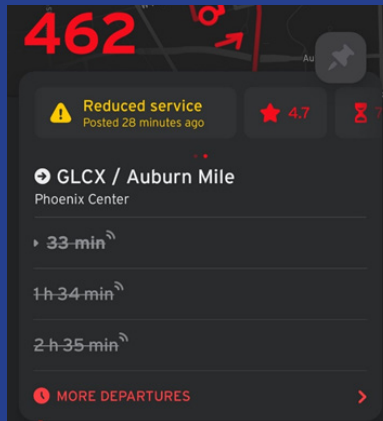 462
Au
Reduced service
Posted 28 minutes ago
4.7
GLCX / Auburn Mile
Phoenix Center
33 min
1 h 34 min
2 h 35 min
MORE DEPARTURES